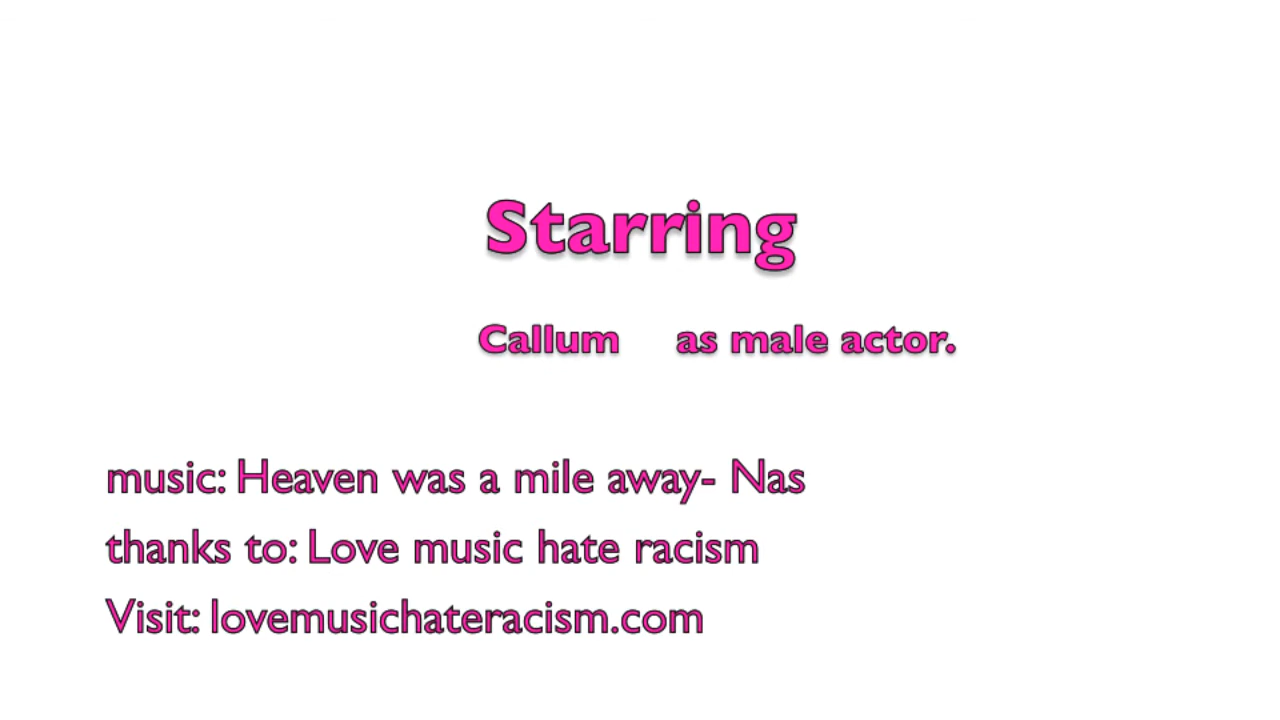 Starring
Callum as male actor.
music: Heaven was a mile away- Nas
thanks to: Love music hate racism
Visit: lovemusichateracism.com